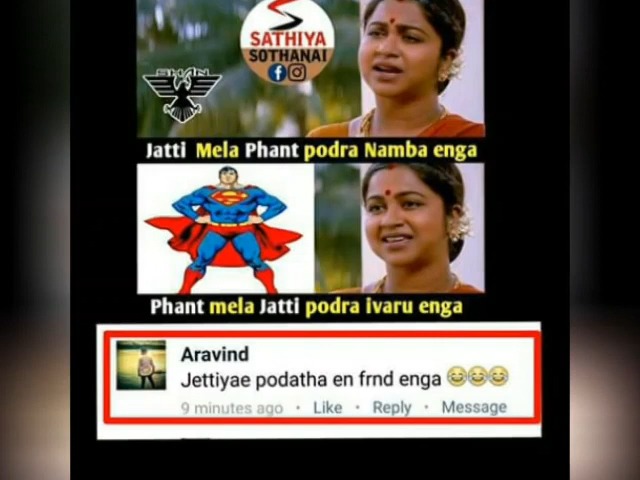 SATHIYA
SOTHANAI
SHAN
Jatti Mela Phant podra Namba enga
Phant mela Jatti podra ivaru enga
Aravind
Jettiyae podatha en frnd enga 😂😂😂
9 minutes ago · Like · Reply · Message